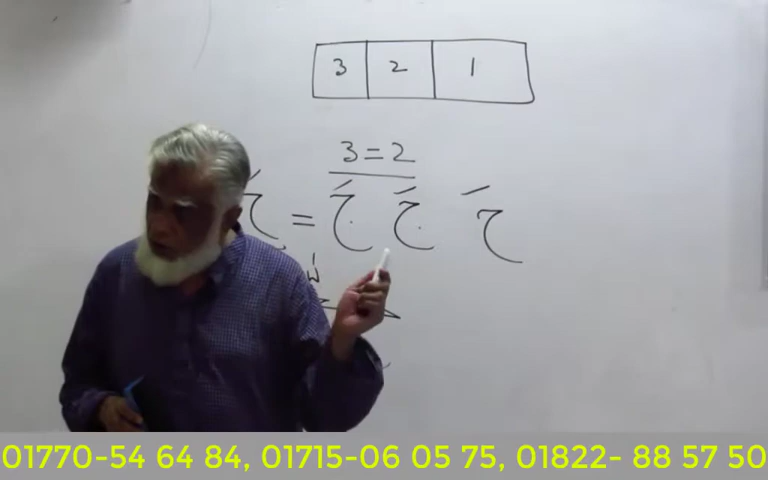 3 2 1
3 = 2
حَ جَ جَ =
01770-54 64 84, 01715-06 05 75, 01822- 88 57 50